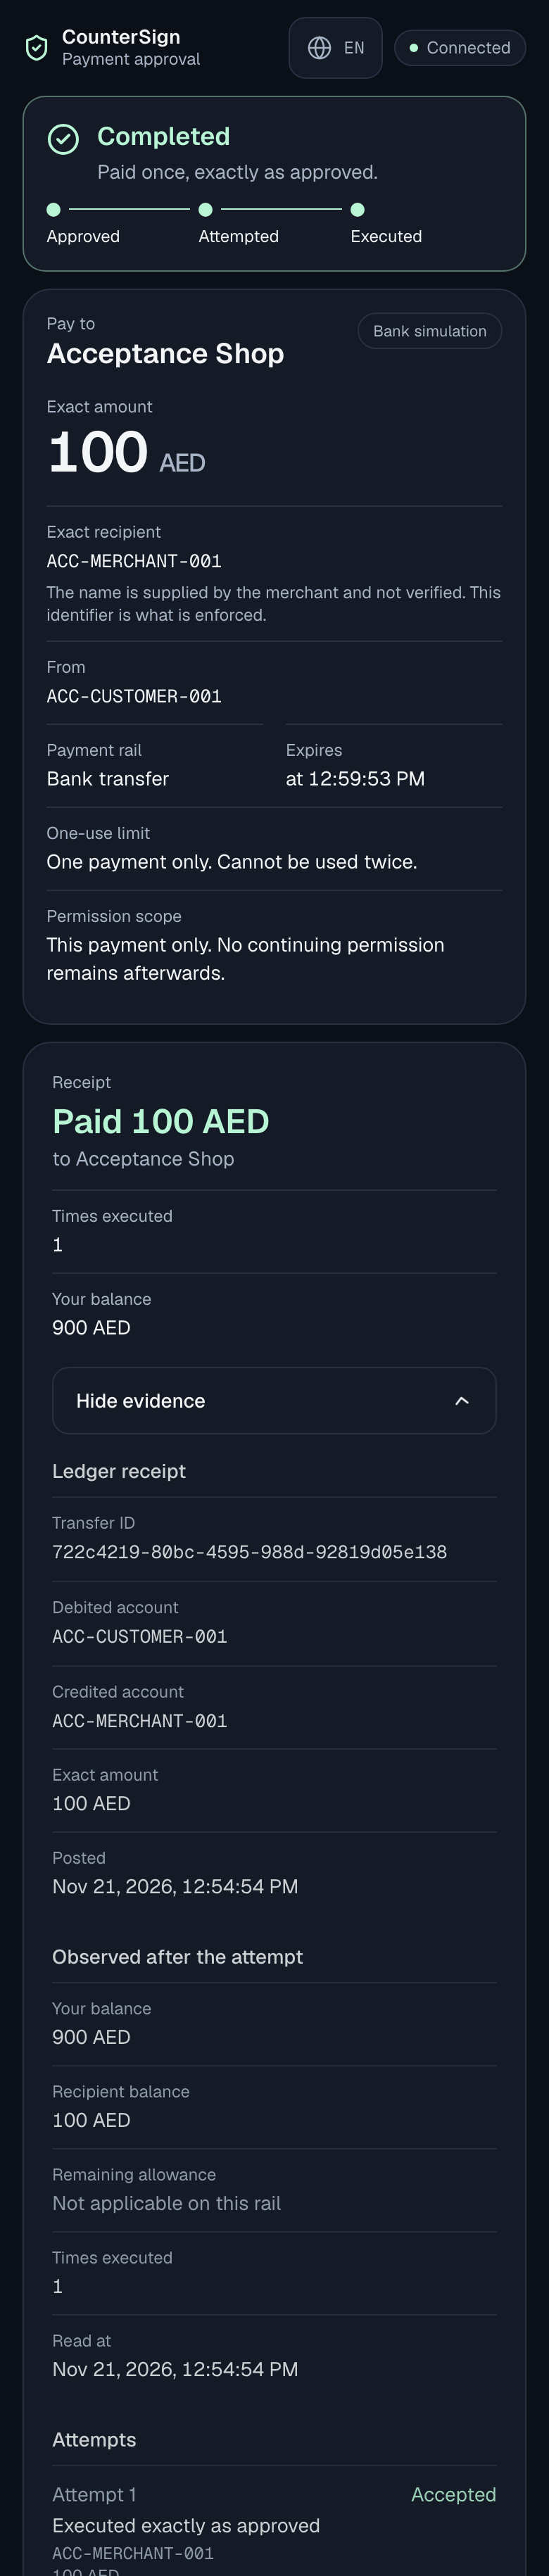 CounterSign
Payment approval
EN
Connected
Completed
Paid once, exactly as approved.
Approved
Attempted
Executed
Pay to
Bank simulation
Acceptance Shop
Exact amount
100 AED
Exact recipient
ACC-MERCHANT-001
The name is supplied by the merchant and not verified. This
identifier is what is enforced.
From
ACC-CUSTOMER-001
Payment rail
Bank transfer
Expires
at 12:59:53 PM
One-use limit
One payment only. Cannot be used twice.
Permission scope
This payment only. No continuing permission
remains afterwards.
Receipt
Paid 100 AED
to Acceptance Shop
Times executed
1
Your balance
900 AED
Hide evidence
Ledger receipt
Transfer ID
722c4219-80bc-4595-988d-92819d05e138
Debited account
ACC-CUSTOMER-001
Credited account
ACC-MERCHANT-001
Exact amount
100 AED
Posted
Nov 21, 2026, 12:54:54 PM
Observed after the attempt
Your balance
900 AED
Recipient balance
100 AED
Remaining allowance
Not applicable on this rail
Times executed
1
Read at
Nov 21, 2026, 12:54:54 PM
Attempts
Attempt 1
Accepted
Executed exactly as approved
ACC-MERCHANT-001
100 AED